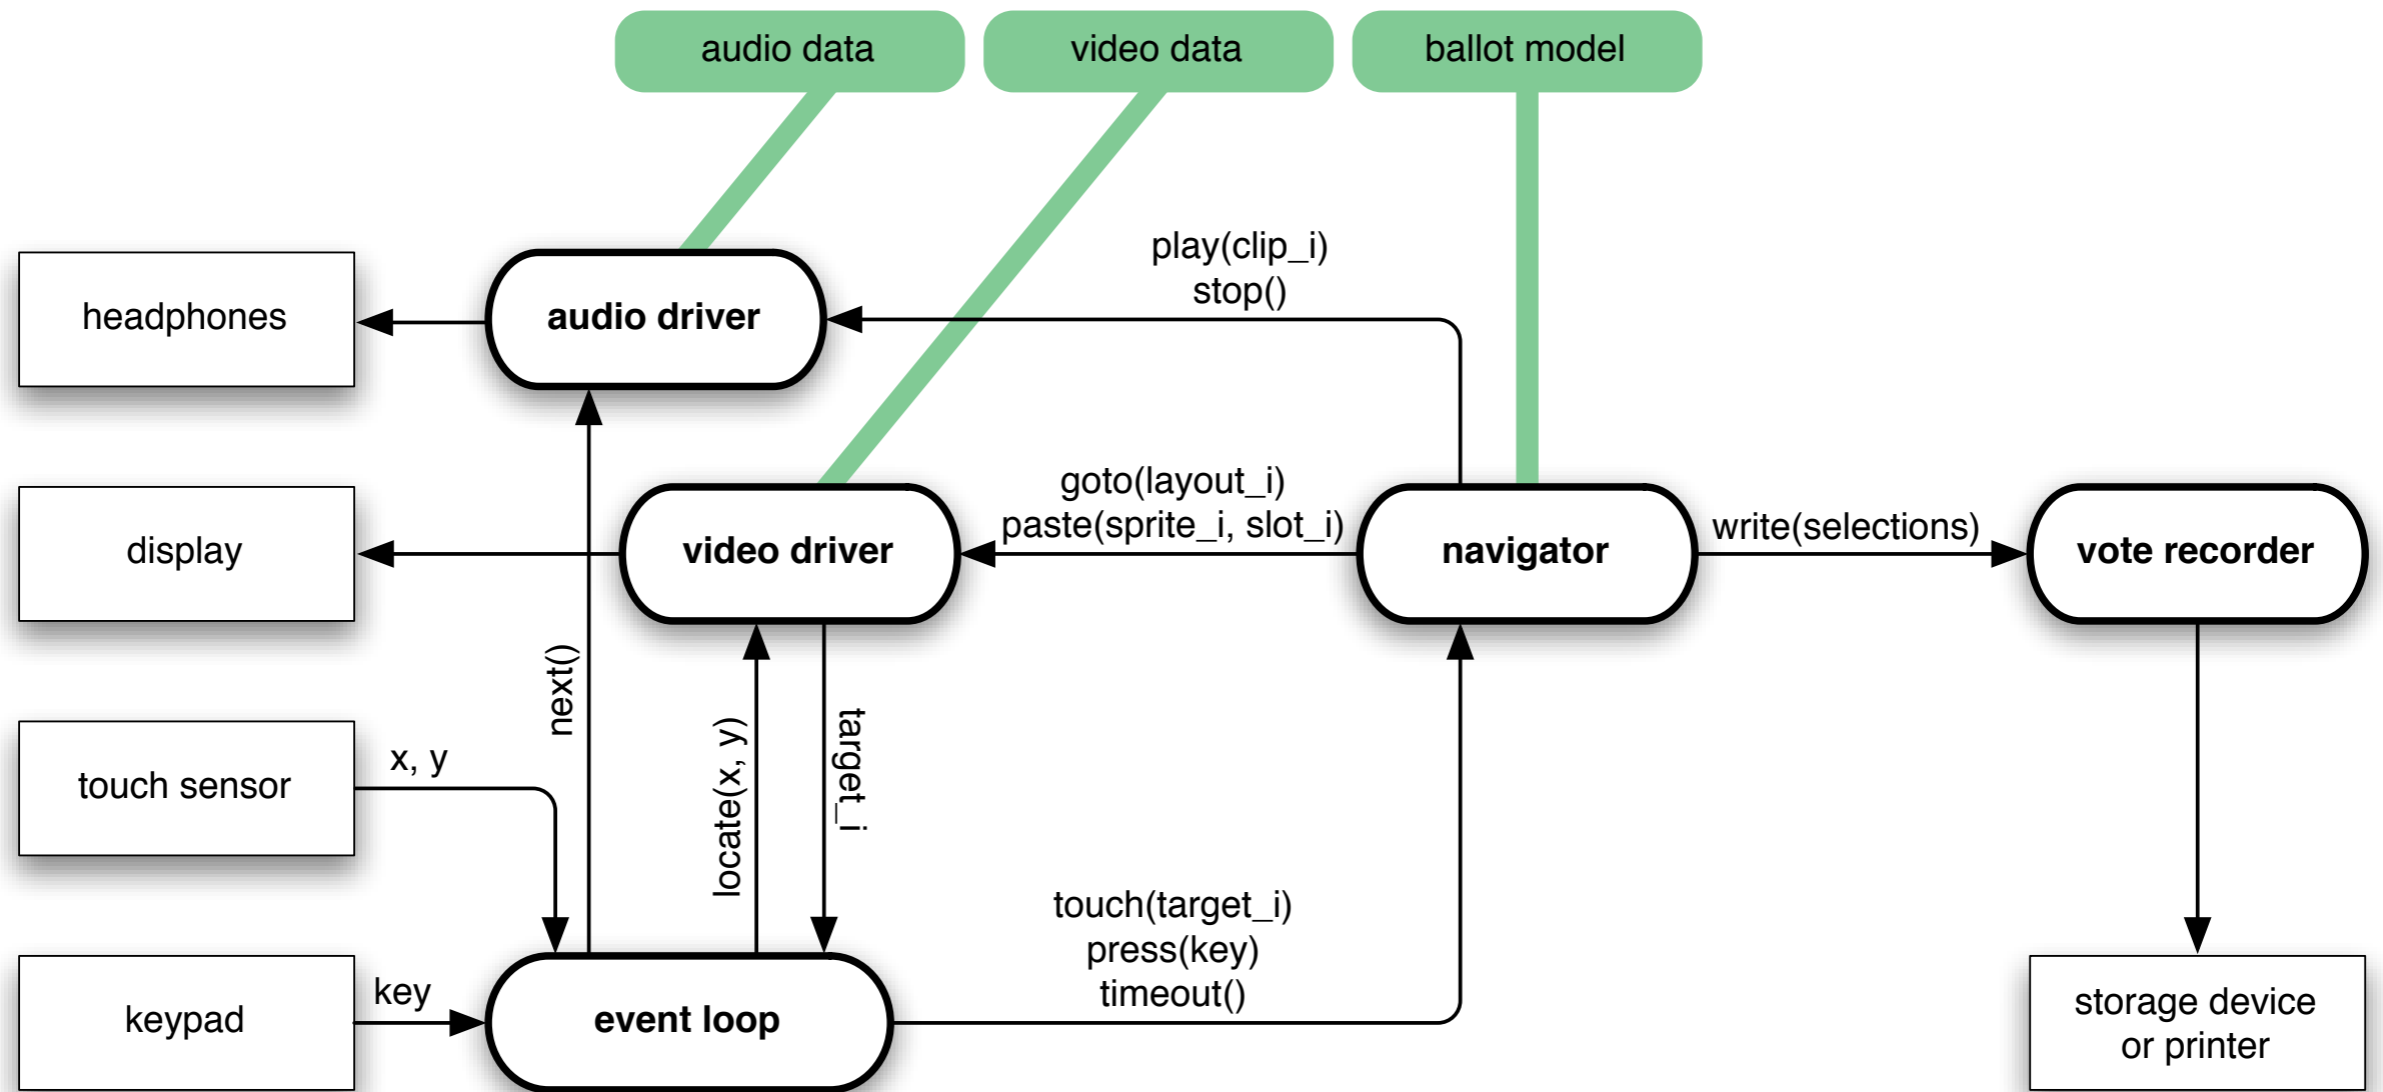 audio data
video data
ballot model
play(clip_i)
stop()
headphones
audio driver
goto(layout_i)
paste(sprite_i, slot_i)
display
video driver
navigator
write(selections)
vote recorder
next()
locate(x, y)
target_i
x, y
touch sensor
touch(target_i)
press(key)
timeout()
key
keypad
event loop
storage device
or printer